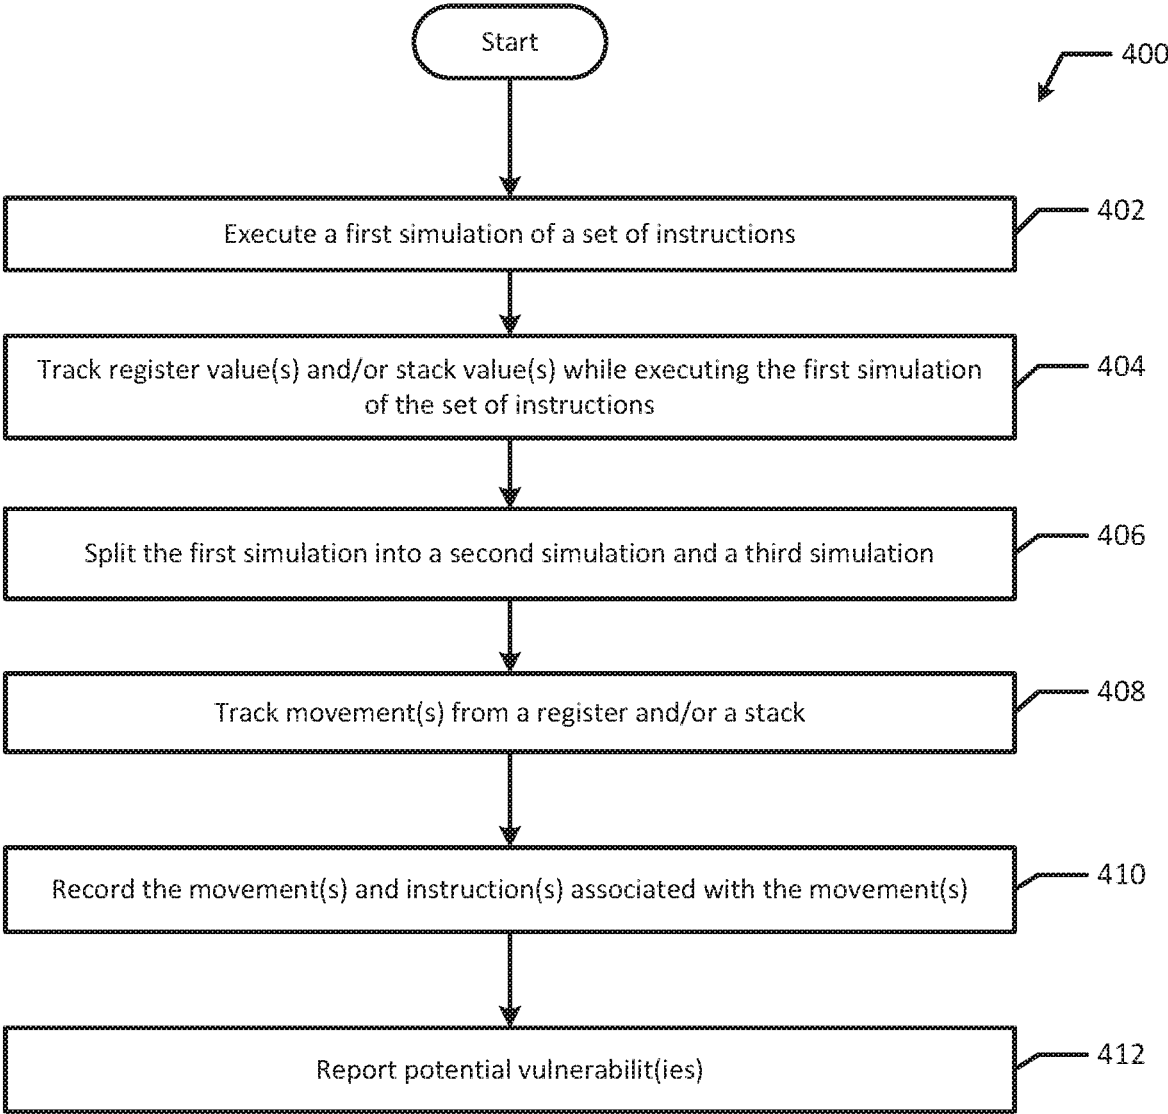 Start
400
Execute a first simulation of a set of instructions
402
Track register value(s) and/or stack value(s) while executing the first simulation
of the set of instructions
404
Split the first simulation into a second simulation and a third simulation
406
Track movement(s) from a register and/or a stack
408
Record the movement(s) and instruction(s) associated with the movement(s)
410
Report potential vulnerabilit(ies)
412